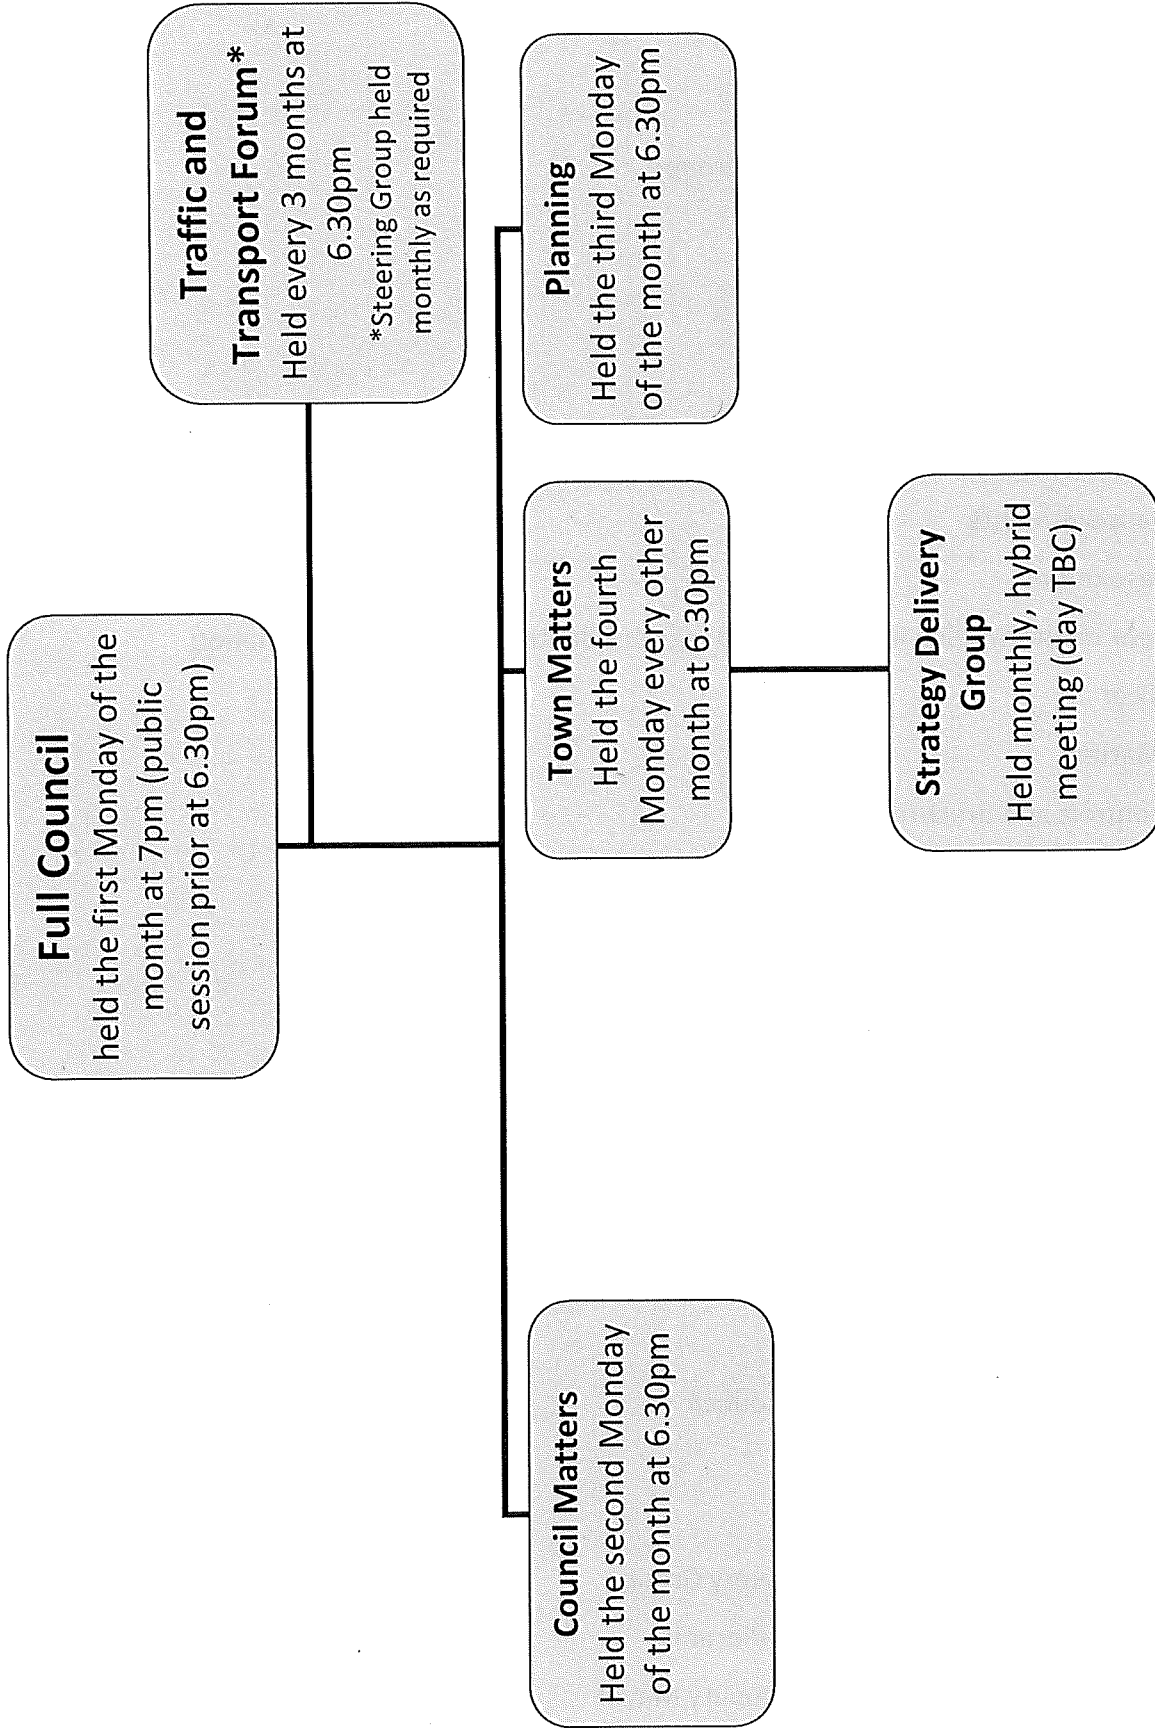 Full Council
held the first Monday of the
month at 7pm (public
session prior at 6.30pm)
Traffic and
Transport Forum*
Held every 3 months at
6.30pm
*Steering Group held
monthly as required
Council Matters
Held the second Monday
of the month at 6.30pm
Town Matters
Held the fourth
Monday every other
month at 6.30pm
Planning
Held the third Monday
of the month at 6.30pm
Strategy Delivery
Group
Held monthly, hybrid
meeting (day TBC)